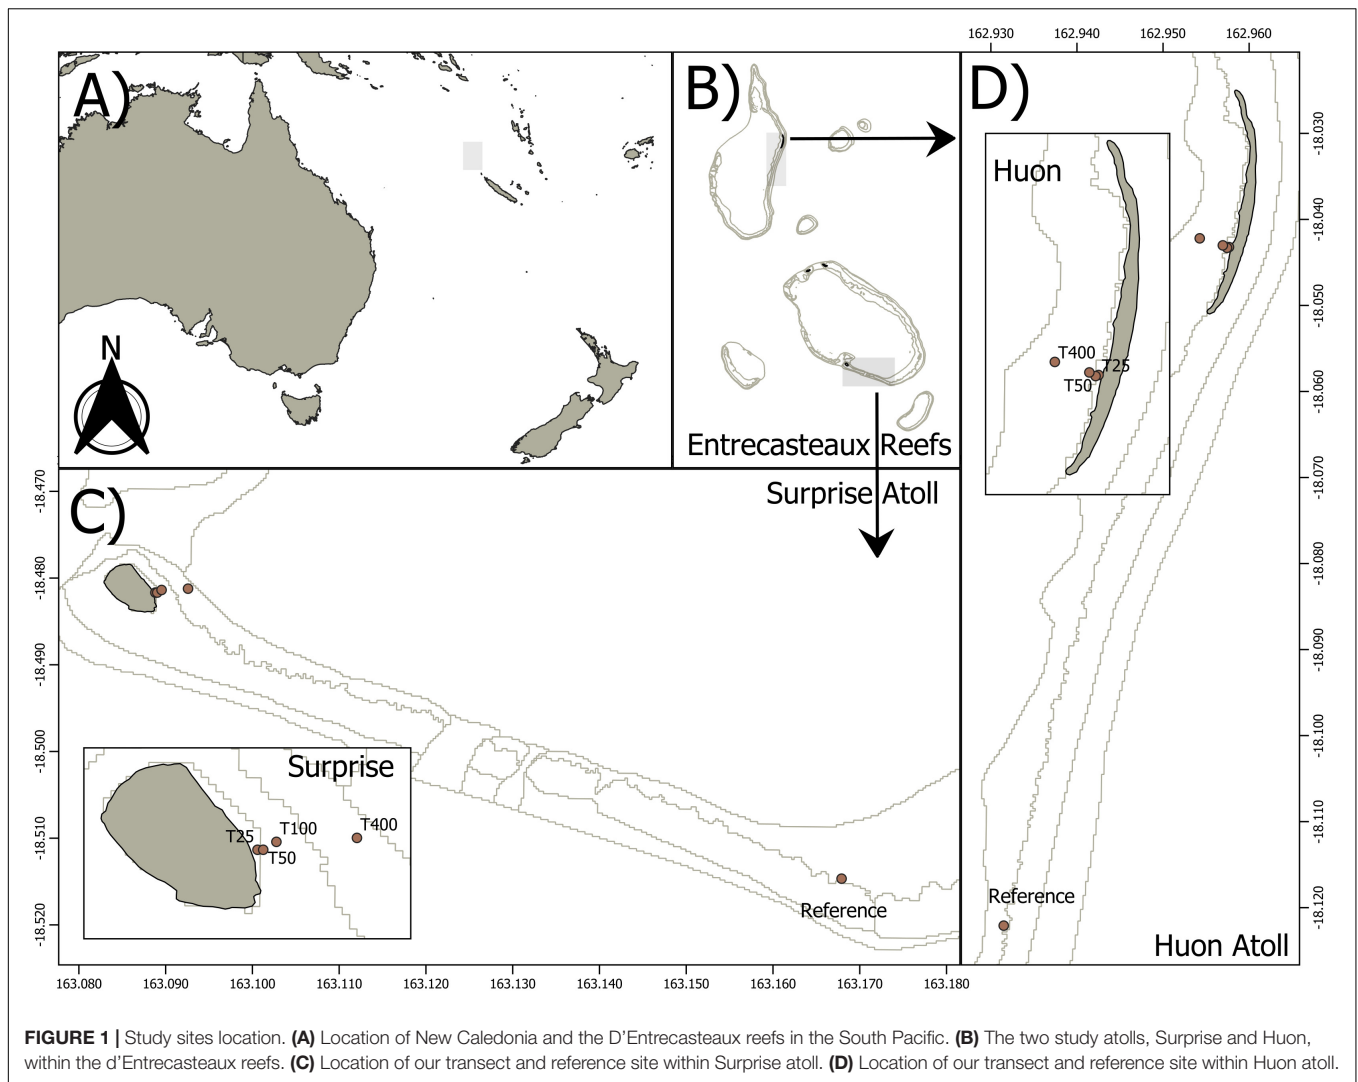 A)
N
B)
Entrecasteaux Reefs
Surprise Atoll
C)
-18.470
-18.480
-18.490
-18.500
-18.510
-18.520
163.080 163.090 163.100 163.110 163.120 163.130 163.140 163.150 163.160 163.170 163.180
Surprise
T25
T50
T100
T400
Reference
162.930 162.940 162.950 162.960
D)
Huon
T400
T25
T50
-18.030
-18.040
-18.050
-18.060
-18.070
-18.080
-18.090
-18.100
-18.110
-18.120
Reference
Huon Atoll
FIGURE 1 | Study sites location. (A) Location of New Caledonia and the D'Entrecasteaux reefs in the South Pacific. (B) The two study atolls, Surprise and Huon,
within the d'Entrecasteaux reefs. (C) Location of our transect and reference site within Surprise atoll. (D) Location of our transect and reference site within Huon atoll.